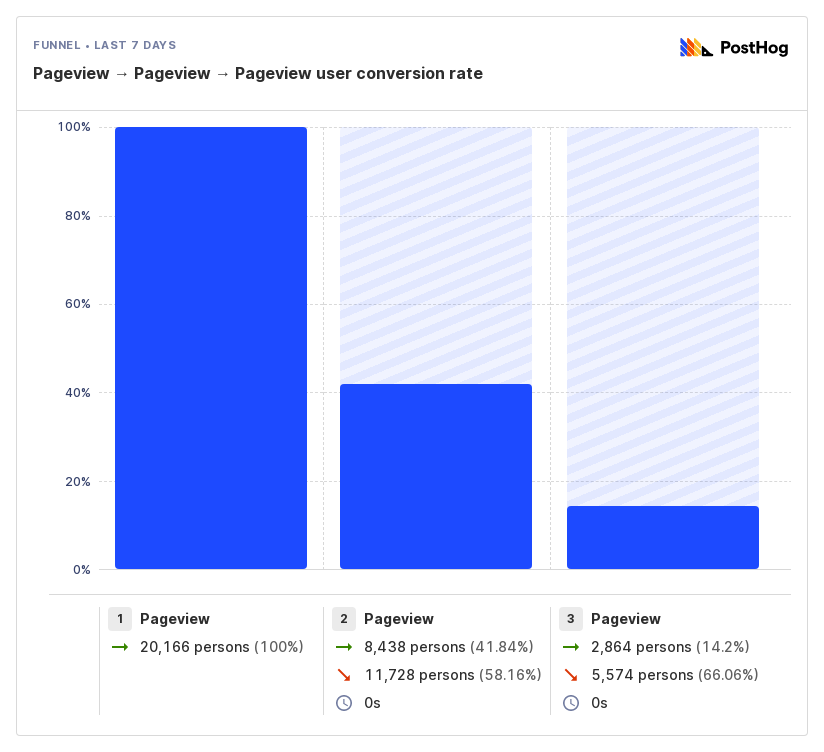 FUNNEL • LAST 7 DAYS
PostHog
Pageview → Pageview → Pageview user conversion rate
100%
80%
60%
40%
20%
0%
1 Pageview
20,166 persons (100%)
2 Pageview
8,438 persons (41.84%)
11,728 persons (58.16%)
0s
3 Pageview
2,864 persons (14.2%)
5,574 persons (66.06%)
0s